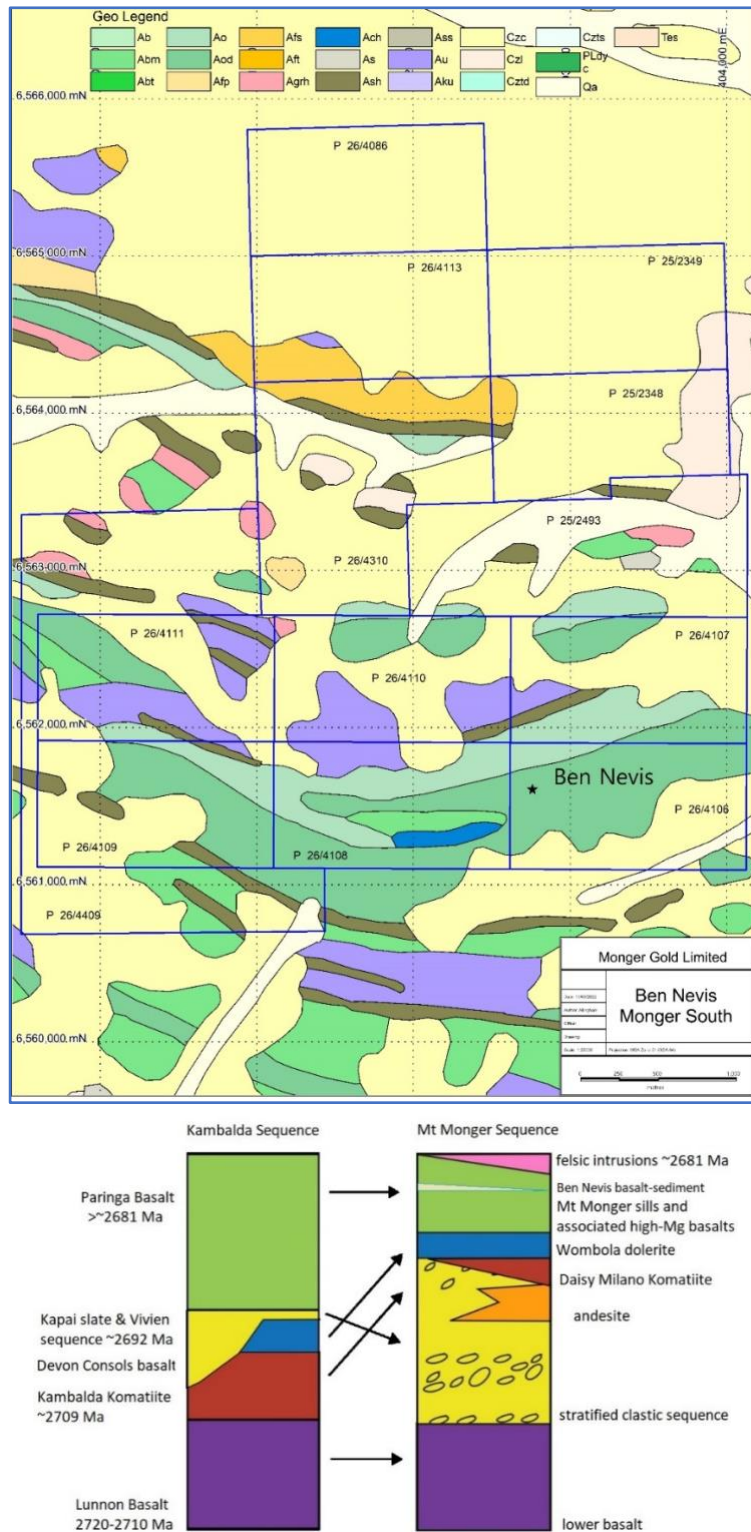 Geo Legend
Ab Ao Afs Ach Ass Czc Czts Tes
Abm Aod Aft As Au Czl PLdy c
Abt Afp Agrh Ash Aku Cztd Qa
404,000 mE
6,566,000 mN
P 26/4086
6,565,000 mN
P 26/4113
P 25/2349
6,564,000 mN
P 25/2348
P 25/2493
6,563,000 mN
P 26/4310
P 26/4111
P 26/4110
P 26/4107
6,562,000 mN
Ben Nevis
P 26/4109
P 26/4108
P 26/4106
6,561,000 mN
P 26/4409
6,560,000 mN
Monger Gold Limited
Ben Nevis
Monger South
0 250 500 1,000
Kambalda Sequence
Mt Monger Sequence
Paringa Basalt
>~2681 Ma
Kapai slate & Vivien
sequence ~2692 Ma
Devon Consols basalt
Kambalda Komatiite
~2709 Ma
Lunnon Basalt
2720-2710 Ma
felsic intrusions ~2681 Ma
Ben Nevis basalt-sediment
Mt Monger sills and
associated high-Mg basalts
Wombola dolerite
Daisy Milano Komatiite
andesite
stratified clastic sequence
lower basalt